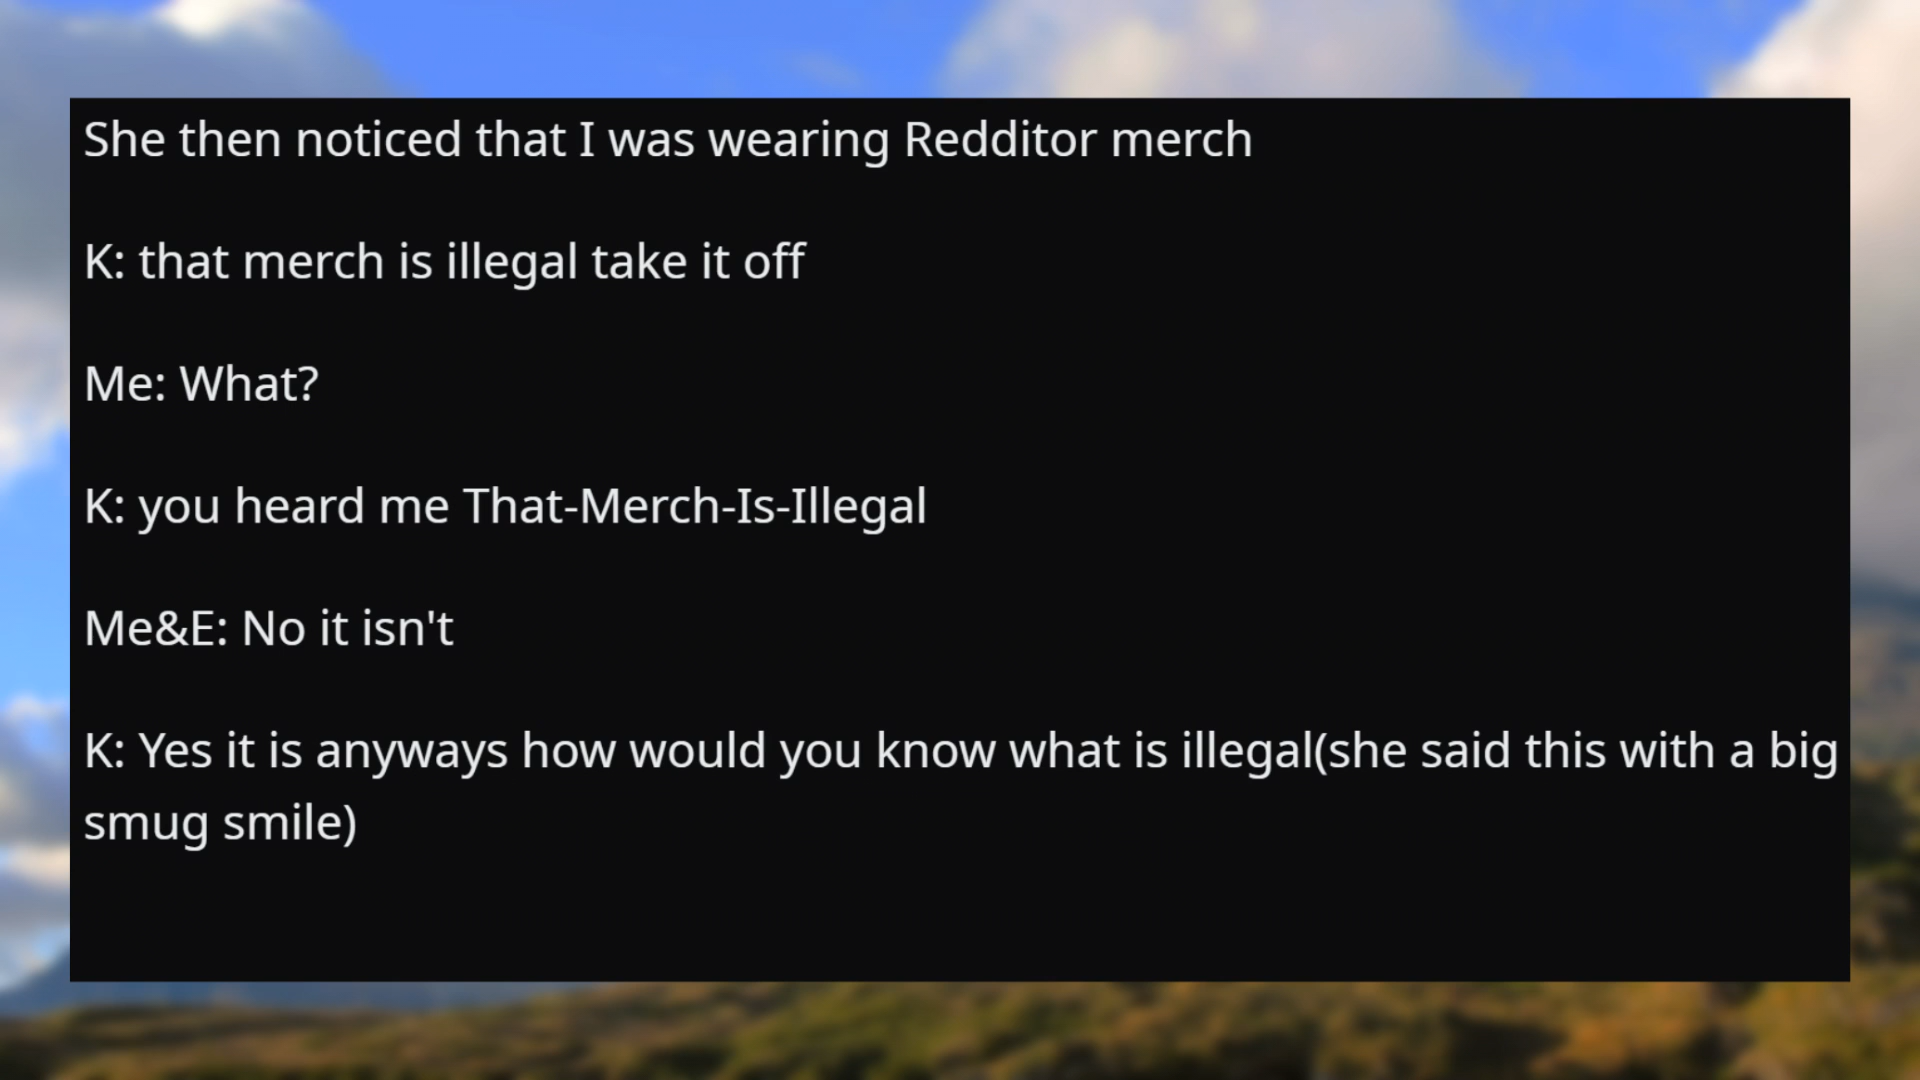 She then noticed that I was wearing Redditor merch
K: that merch is illegal take it off
Me: What?
K: you heard me That-Merch-Is-Illegal
Me&E: No it isn't
K: Yes it is anyways how would you know what is illegal(she said this with a big
smug smile)